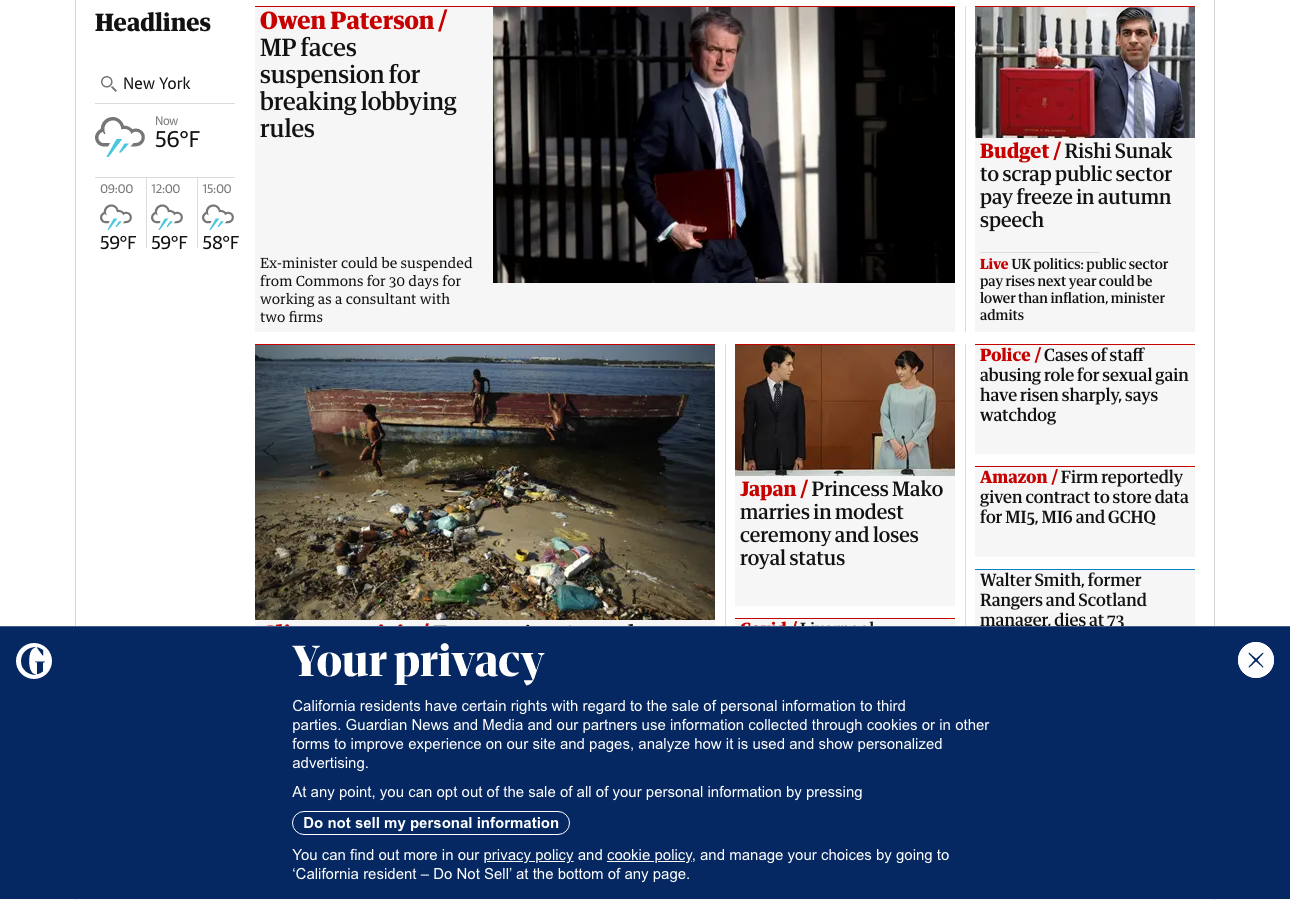 Headlines
New York
Now
56°F
09:00
12:00
15:00
59°F
59°F
58°F
Owen Paterson /
MP faces
suspension for
breaking lobbying
rules
Ex-minister could be suspended
from Commons for 30 days for
working as a consultant with
two firms
Budget / Rishi Sunak
to scrap public sector
pay freeze in autumn
speech
Live UK politics: public sector
pay rises next year could be
lower than inflation, minister
admits
Japan / Princess Mako
marries in modest
ceremony and loses
royal status
Police / Cases of staff
abusing role for sexual gain
have risen sharply, says
watchdog
Amazon / Firm reportedly
given contract to store data
for MI5, MI6 and GCHQ
Walter Smith, former
Rangers and Scotland
manager, dies at 73
Your privacy
California residents have certain rights with regard to the sale of personal information to third
parties. Guardian News and Media and our partners use information collected through cookies or in other
forms to improve experience on our site and pages, analyze how it is used and show personalized
advertising.
At any point, you can opt out of the sale of all of your personal information by pressing
Do not sell my personal information
You can find out more in our privacy policy and cookie policy, and manage your choices by going to
‘California resident – Do Not Sell’ at the bottom of any page.